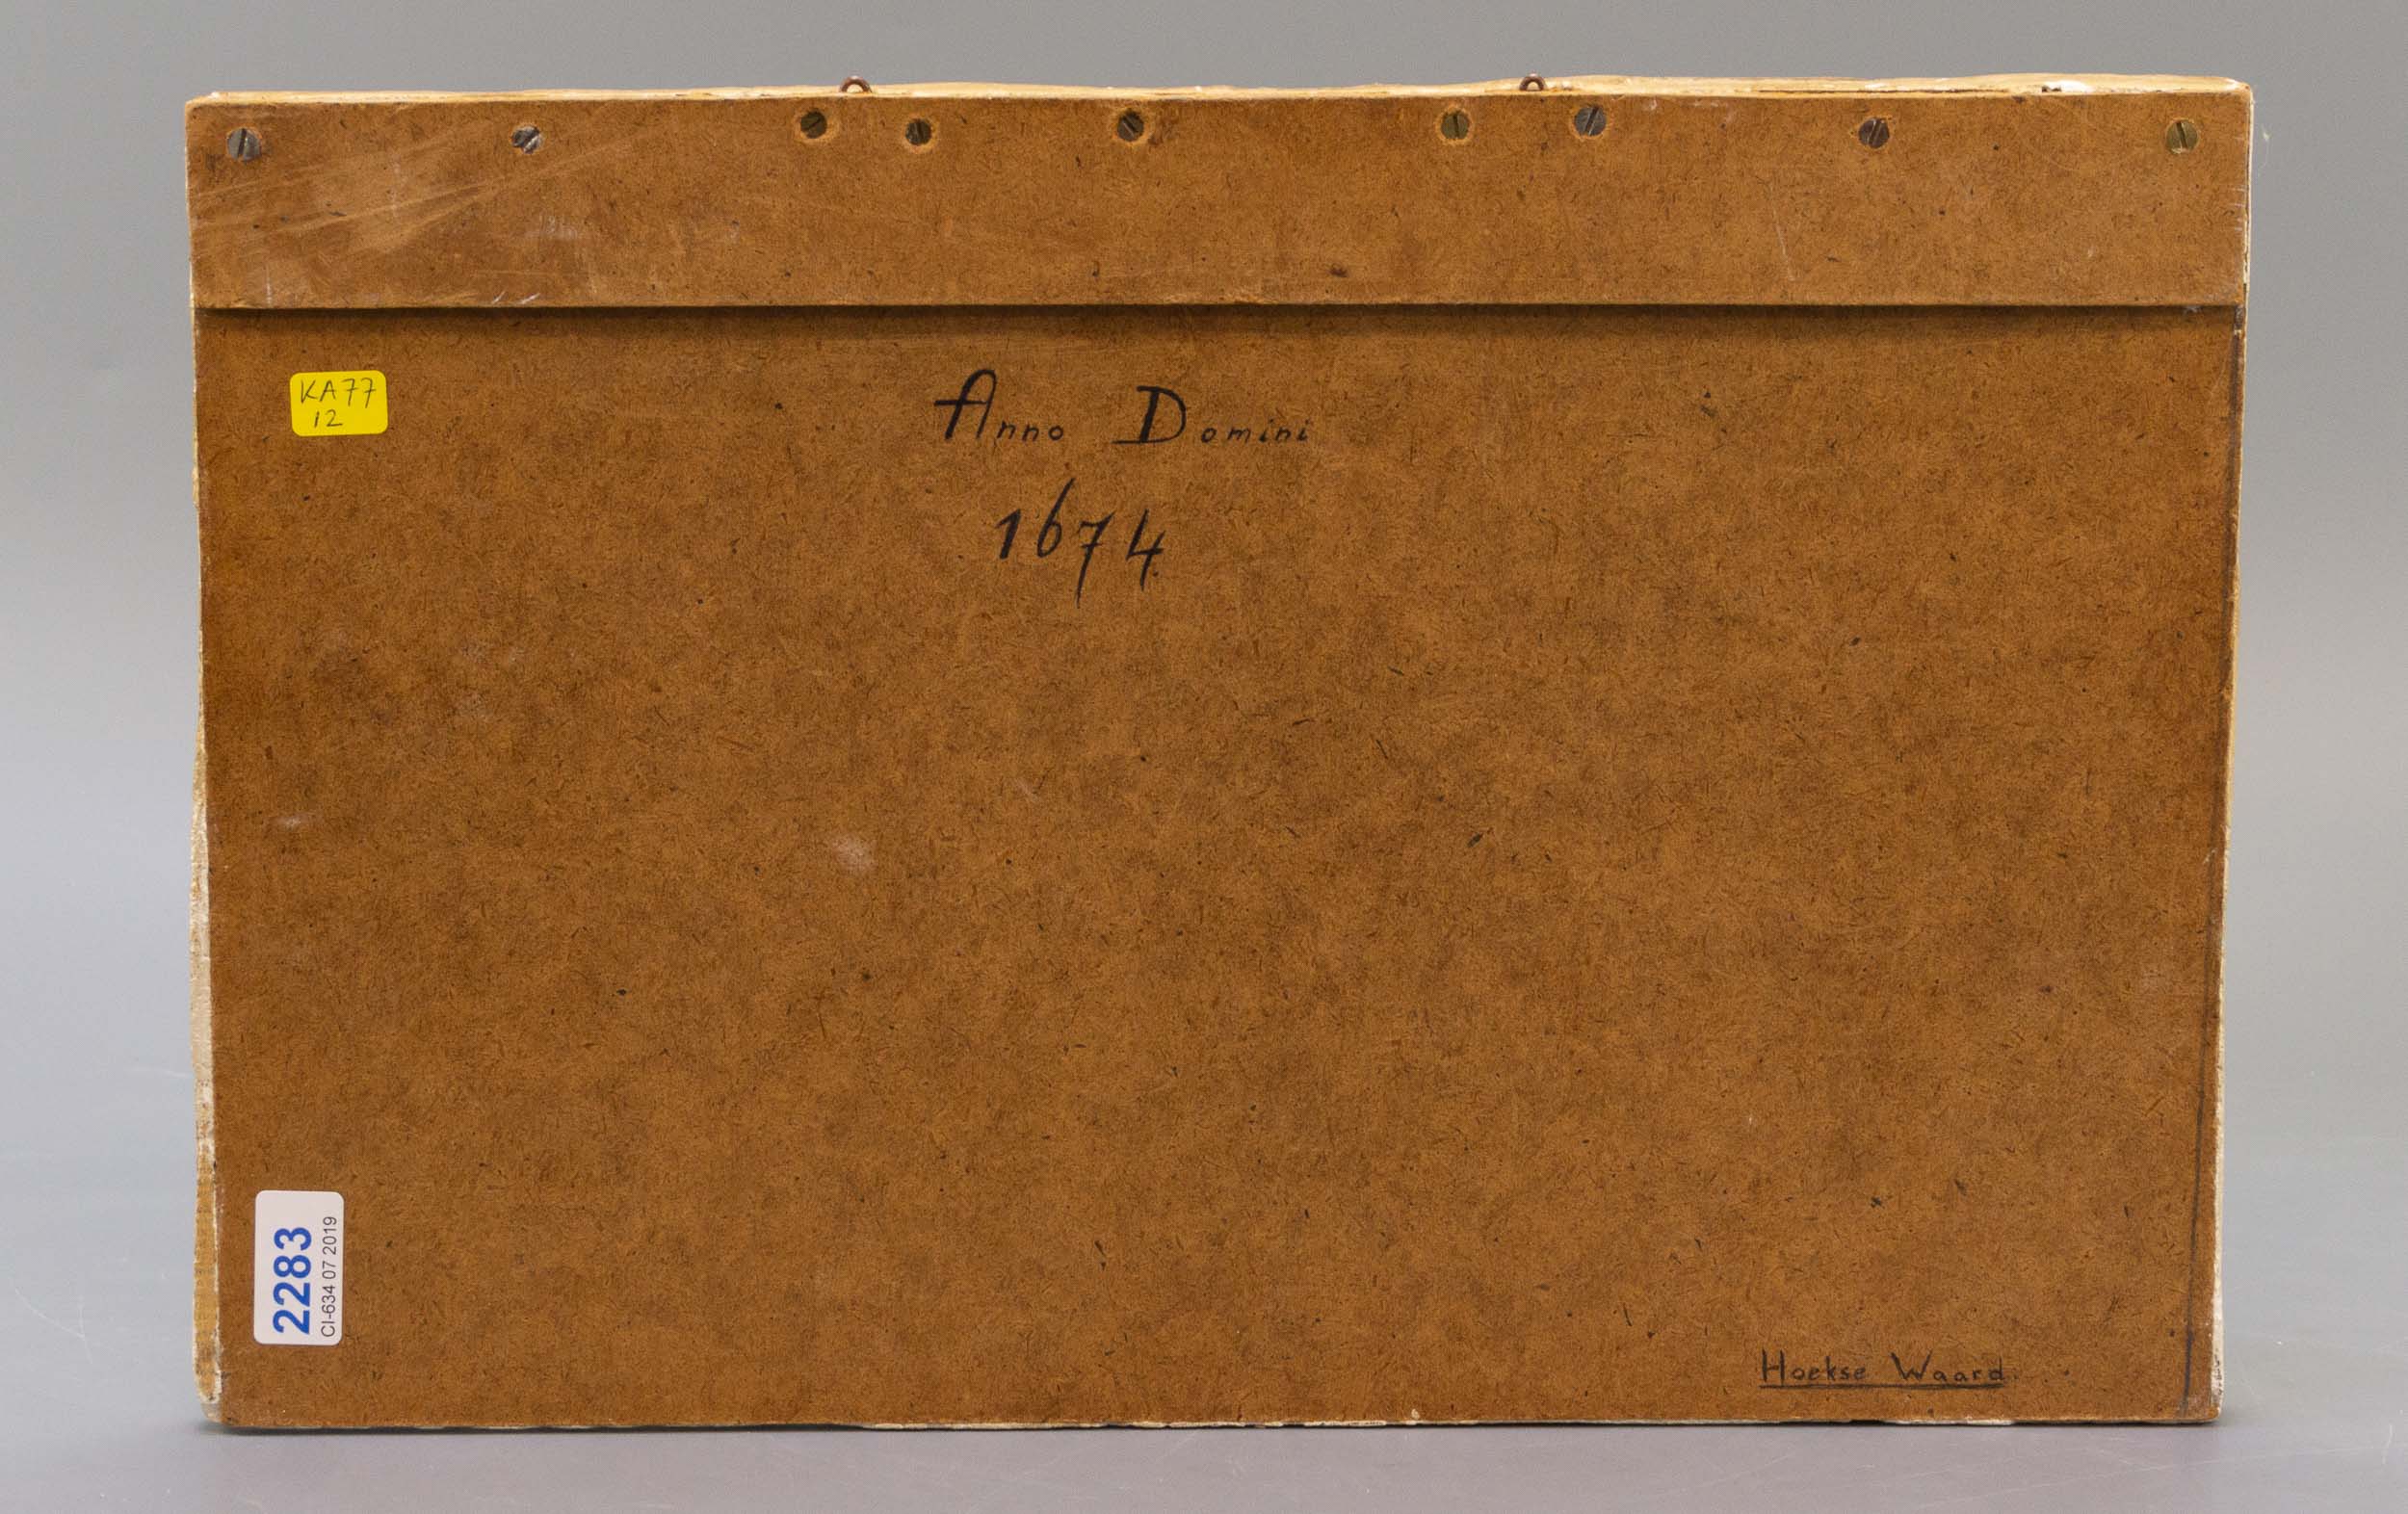 KA77
12
Anno Domini
1674
2283
CI-634 07 2019
Hoekse Waard.